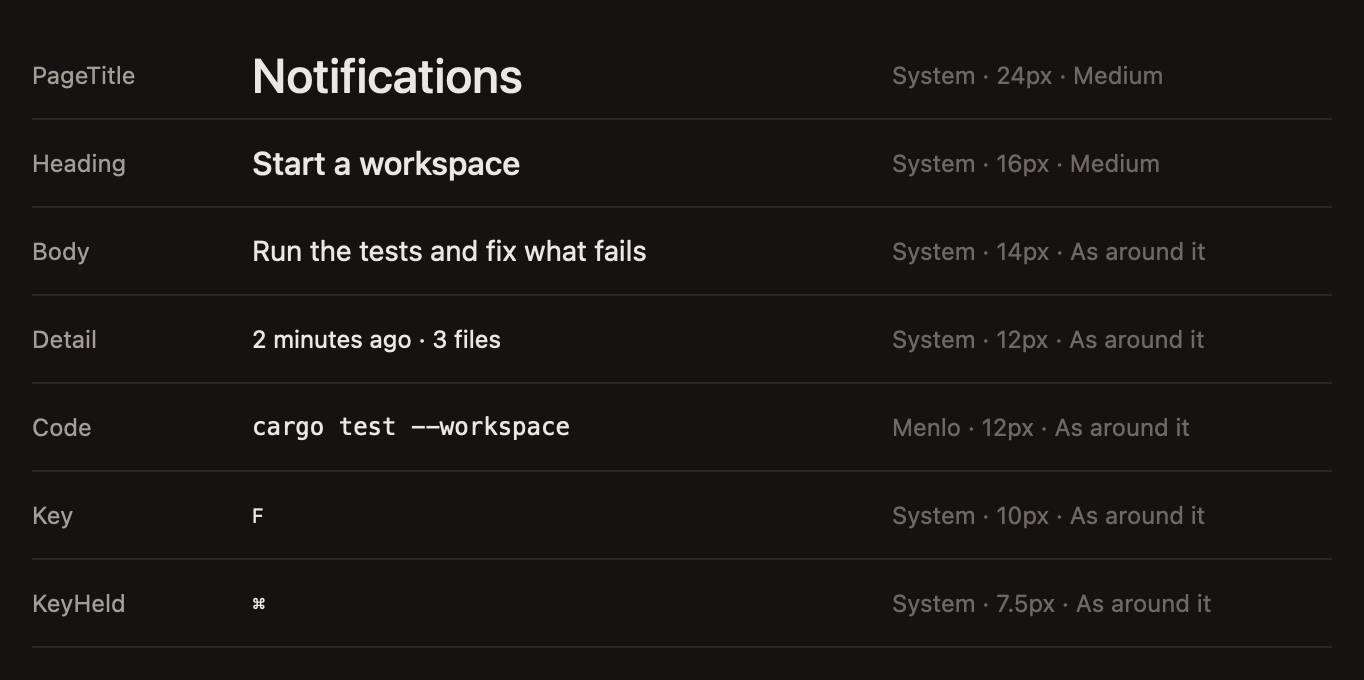 PageTitle Notifications System · 24px · Medium
Heading Start a workspace System · 16px · Medium
Body Run the tests and fix what fails System · 14px · As around it
Detail 2 minutes ago · 3 files System · 12px · As around it
Code cargo test --workspace Menlo · 12px · As around it
Key F System · 10px · As around it
KeyHeld ⌘ System · 7.5px · As around it